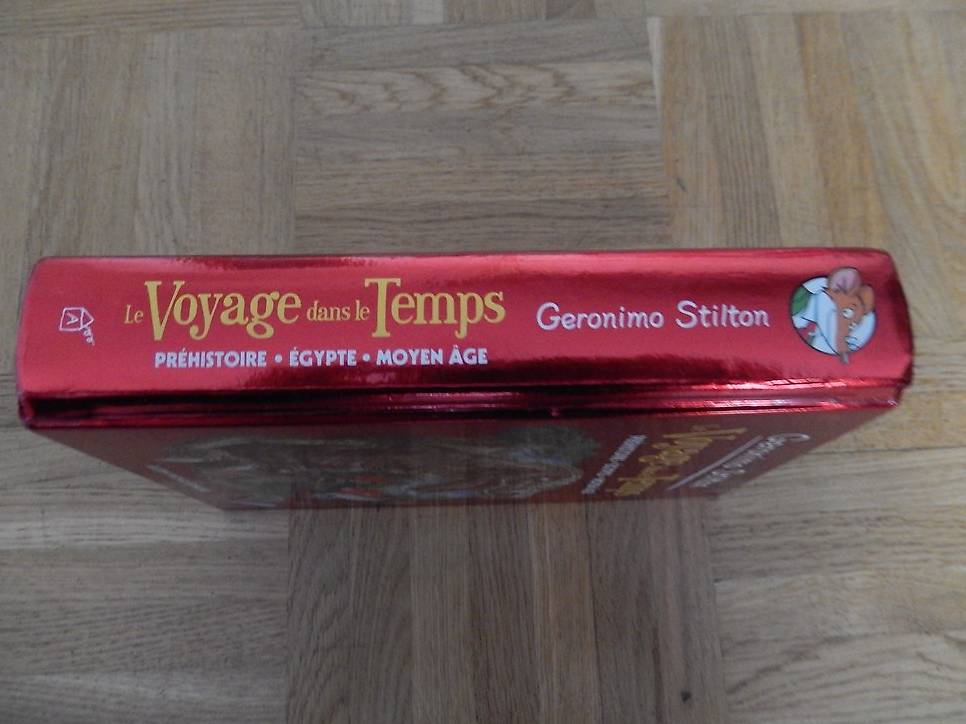 Le Voyage dans le Temps
PRÉHISTOIRE • ÉGYPTE • MOYEN ÂGE
Geronimo Stilton
A